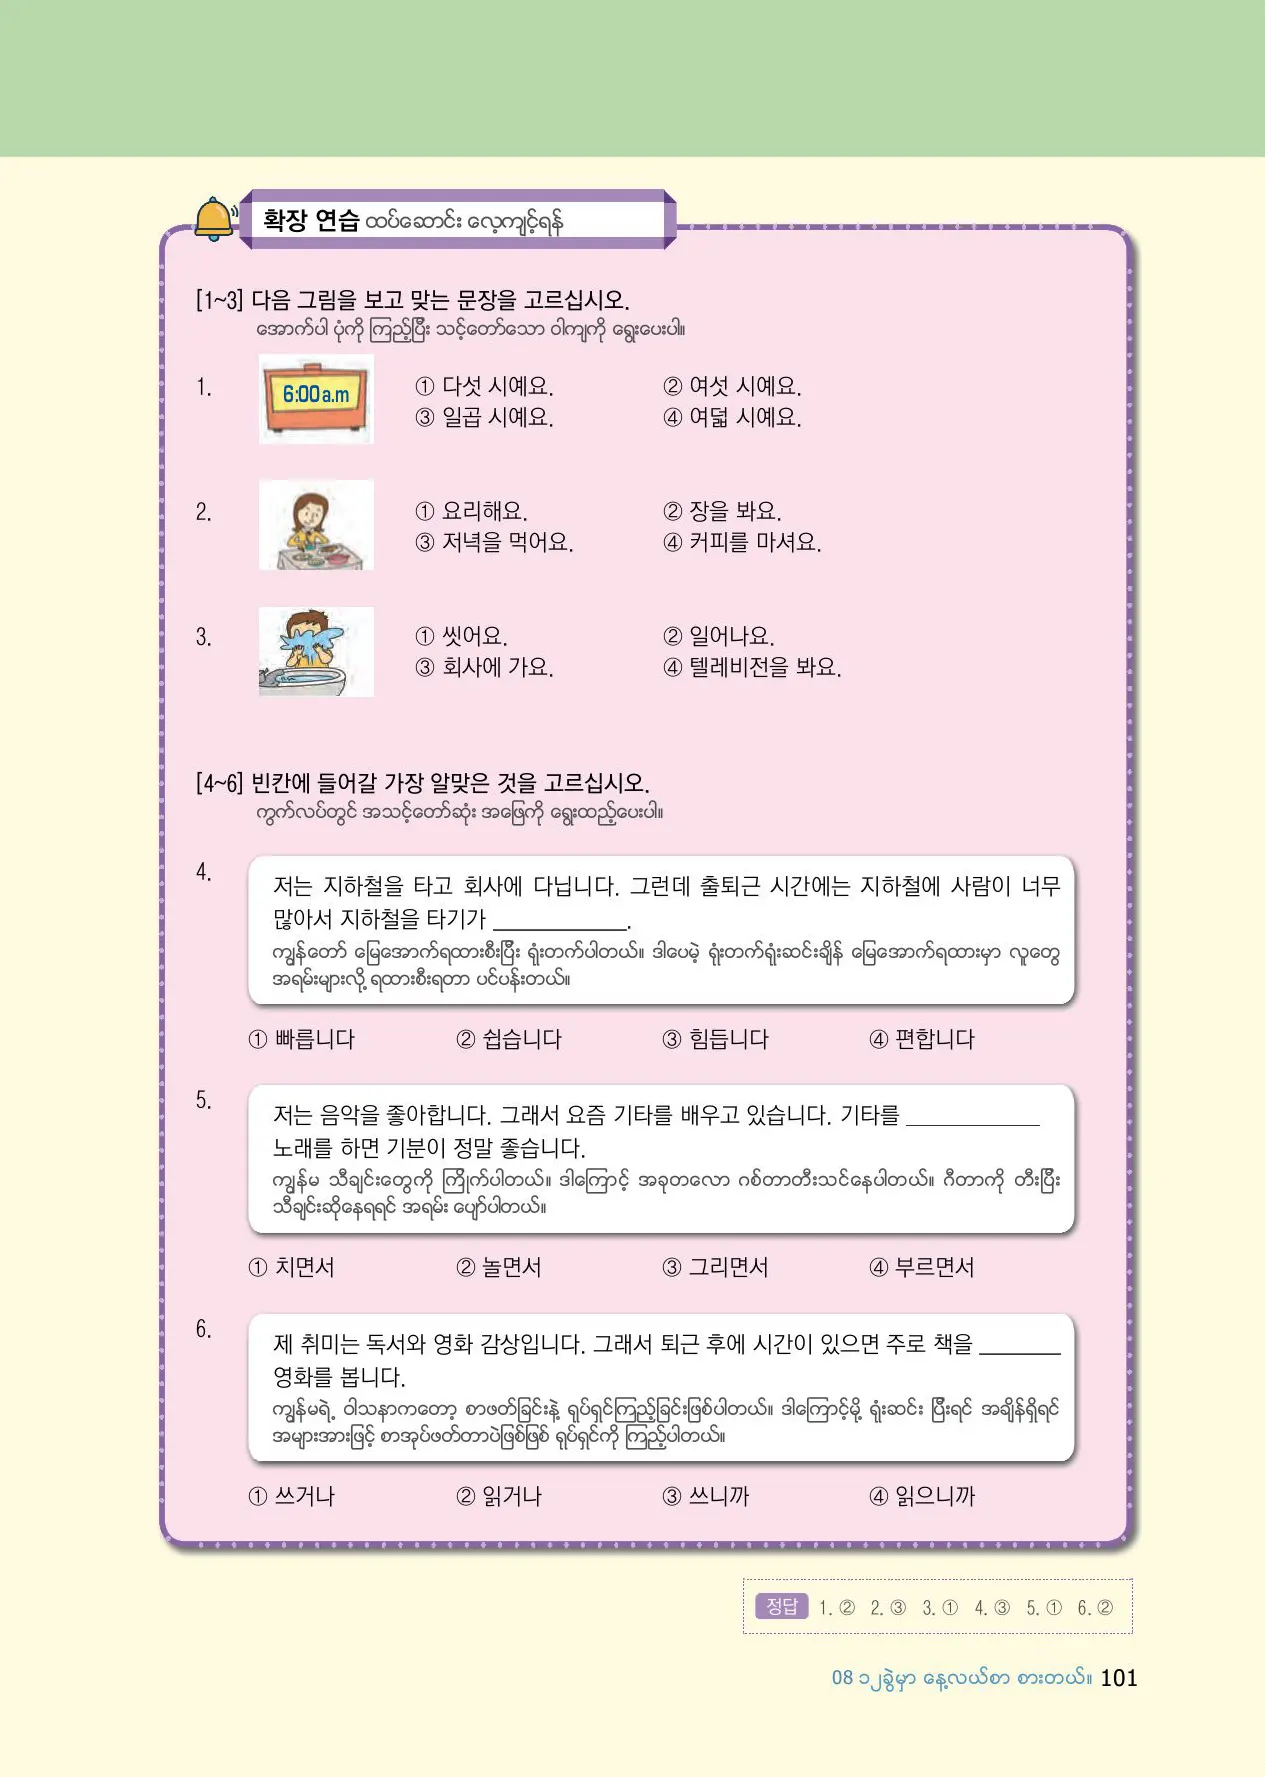 확장 연습 ထပ်ဆောင်း လေ့ကျင့်ရန်
[1~3] 다음 그림을 보고 맞는 문장을 고르십시오.
အောက်ပါ ပုံကို ကြည့်ပြီး သင့်တော်သော ဝါကျကို ရွေးပေးပါ။
1. 6:00 a.m ① 다섯 시예요. ② 여섯 시예요.
③ 일곱 시예요. ④ 여덟 시예요.
2. ① 요리해요. ② 장을 봐요.
③ 저녁을 먹어요. ④ 커피를 마셔요.
3. ① 씻어요. ② 일어나요.
③ 회사에 가요. ④ 텔레비전을 봐요.
[4~6] 빈칸에 들어갈 가장 알맞은 것을 고르십시오.
ကွက်လပ်တွင် အသင့်တော်ဆုံး အဖြေကို ရွေးထည့်ပေးပါ။
4. 저는 지하철을 타고 회사에 다닙니다. 그런데 출퇴근 시간에는 지하철에 사람이 너무
많아서 지하철을 타기가 ____________.
ကျွန်တော် မြေအောက်ရထားစီးပြီး ရုံးတက်ပါတယ်။ ဒါပေမဲ့ ရုံးတက်ရုံးဆင်းချိန် မြေအောက်ရထားမှာ လူတွေ
အရမ်းများလို့ ရထားစီးရတာ ပင်ပန်းတယ်။
① 빠릅니다 ② 쉽습니다 ③ 힘듭니다 ④ 편합니다
5. 저는 음악을 좋아합니다. 그래서 요즘 기타를 배우고 있습니다. 기타를 ____________
노래를 하면 기분이 정말 좋습니다.
ကျွန်မ သီချင်းတွေကို ကြိုက်ပါတယ်။ ဒါကြောင့် အခုတလော ဂစ်တာတီးသင်နေပါတယ်။ ဂီတာကို တီးပြီး
သီချင်းဆိုနေရရင် အရမ်း ပျော်ပါတယ်။
① 치면서 ② 놀면서 ③ 그리면서 ④ 부르면서
6. 제 취미는 독서와 영화 감상입니다. 그래서 퇴근 후에 시간이 있으면 주로 책을 _______
영화를 봅니다.
ကျွန်မရဲ့ ဝါသနာကတော့ စာဖတ်ခြင်းနဲ့ ရုပ်ရှင်ကြည့်ခြင်းဖြစ်ပါတယ်။ ဒါကြောင့်မို့ ရုံးဆင်း ပြီးရင် အချိန်ရှိရင်
အများအားဖြင့် စာအုပ်ဖတ်တာပဲဖြစ်ဖြစ် ရုပ်ရှင်ကို ကြည့်ပါတယ်။
① 쓰거나 ② 읽거나 ③ 쓰니까 ④ 읽으니까
정답 1. ② 2. ③ 3. ① 4. ③ 5. ① 6. ②
08 ၁၂ခွဲမှာ နေ့လယ်စာ စားတယ်။ 101